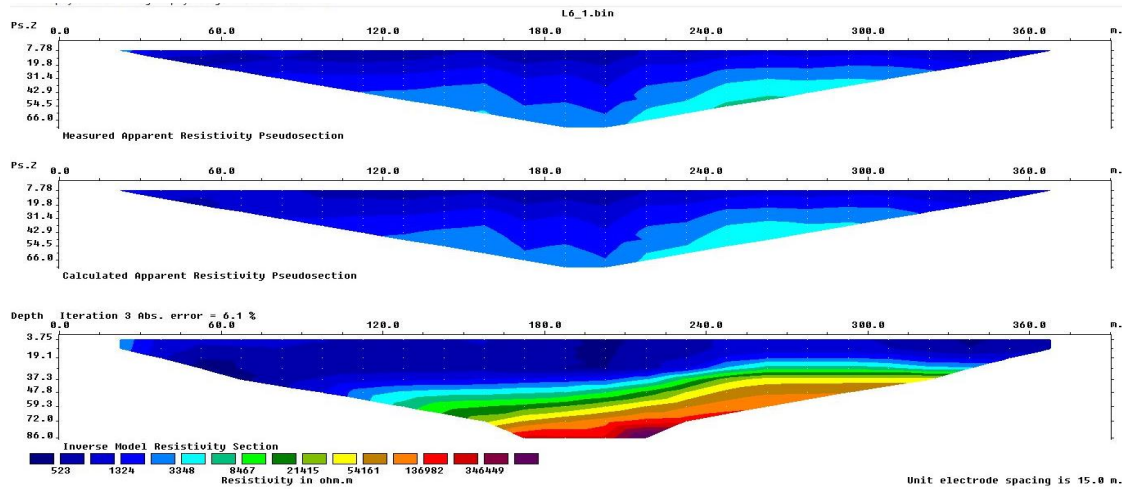 L6_1.bin
Ps.Z 0.0 60.0 120.0 180.0 240.0 300.0 360.0 m.
7.78
19.8
31.4
42.9
54.5
66.0
Measured Apparent Resistivity Pseudosection
Ps.Z 0.0 60.0 120.0 180.0 240.0 300.0 360.0 m.
7.78
19.8
31.4
42.9
54.5
66.0
Calculated Apparent Resistivity Pseudosection
Depth Iteration 3 Abs. error = 6.1 %
0.0 60.0 120.0 180.0 240.0 300.0 360.0 m.
3.75
19.1
37.3
47.8
59.3
72.0
86.0
Inverse Model Resistivity Section
523 1324 3348 8467 21415 54161 136982 346449
Resistivity in ohm.m
Unit electrode spacing is 15.0 m.